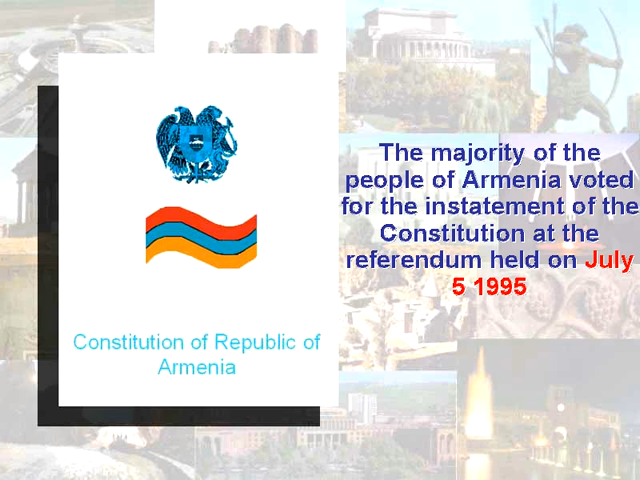 Constitution of Republic of
Armenia
The majority of the
people of Armenia voted
for the instatement of the
Constitution at the
referendum held on July
5 1995